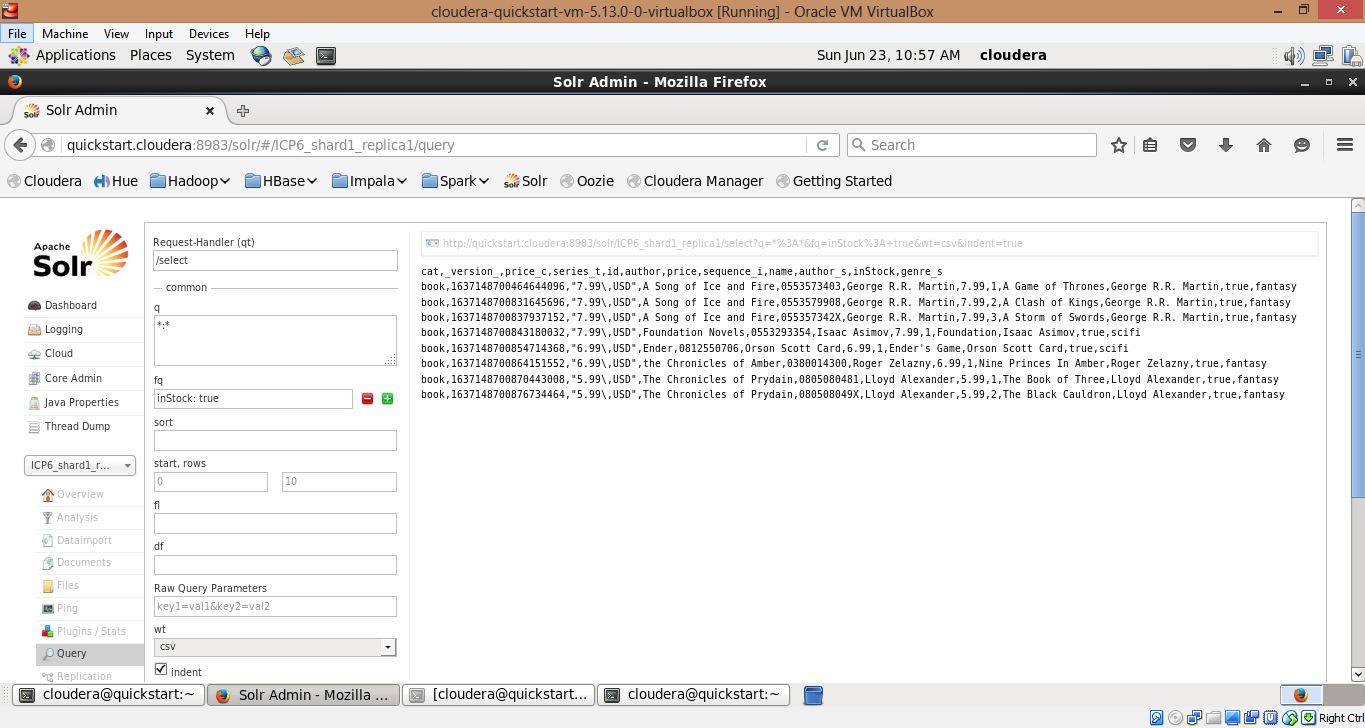 cloudera-quickstart-vm-5.13.0-0-virtualbox [Running] - Oracle VM VirtualBox
File Machine View Input Devices Help
Applications Places System Sun Jun 23, 10:57 AM cloudera
Solr Admin - Mozilla Firefox
Solr Solr Admin
quickstart.cloudera:8983/solr/#/ICP6_shard1_replica1/query Search
Cloudera Hue Hadoop HBase Impala Spark Solr Solr Oozie Cloudera Manager Getting Started
Apache
Solr
Dashboard
Logging
Cloud
Core Admin
Java Properties
Thread Dump
ICP6_shard1_r...
Overview
Analysis
Dataimport
Documents
Files
Ping
Plugins / Stats
Query
Replication
Request-Handler (qt)
/select
common
q
*:*
fq
inStock: true
sort
start, rows
0 10
fl
df
Raw Query Parameters
key1=val1&key2=val2
wt
csv
indent
http://quickstart.cloudera:8983/solr/ICP6_shard1_replica1/select?q=*%3A*&fq=inStock%3A+true&wt=csv&indent=true
cat,_version_,price_c,series_t,id,author,price,sequence_i,name,author_s,inStock,genre_s
book,1637148700464644096,"7.99\,USD",A Song of Ice and Fire,0553573403,George R.R. Martin,7.99,1,A Game of Thrones,George R.R. Martin,true,fantasy
book,1637148700831645696,"7.99\,USD",A Song of Ice and Fire,0553579908,George R.R. Martin,7.99,2,A Clash of Kings,George R.R. Martin,true,fantasy
book,1637148700837937152,"7.99\,USD",A Song of Ice and Fire,055357342X,George R.R. Martin,7.99,3,A Storm of Swords,George R.R. Martin,true,fantasy
book,1637148700843180032,"7.99\,USD",Foundation Novels,0553293354,Isaac Asimov,7.99,1,Foundation,Isaac Asimov,true,scifi
book,1637148700854714368,"6.99\,USD",Ender,0812550706,Orson Scott Card,6.99,1,Ender's Game,Orson Scott Card,true,scifi
book,1637148700864151552,"6.99\,USD",the Chronicles of Amber,0380014300,Roger Zelazny,6.99,1,Nine Princes In Amber,Roger Zelazny,true,fantasy
book,1637148700870443008,"5.99\,USD",The Chronicles of Prydain,0805080481,Lloyd Alexander,5.99,1,The Book of Three,Lloyd Alexander,true,fantasy
book,1637148700876734464,"5.99\,USD",The Chronicles of Prydain,080508049X,Lloyd Alexander,5.99,2,The Black Cauldron,Lloyd Alexander,true,fantasy
cloudera@quickstart:~ Solr Admin - Mozilla ... [cloudera@quickstart... cloudera@quickstart:~
Right Ctrl